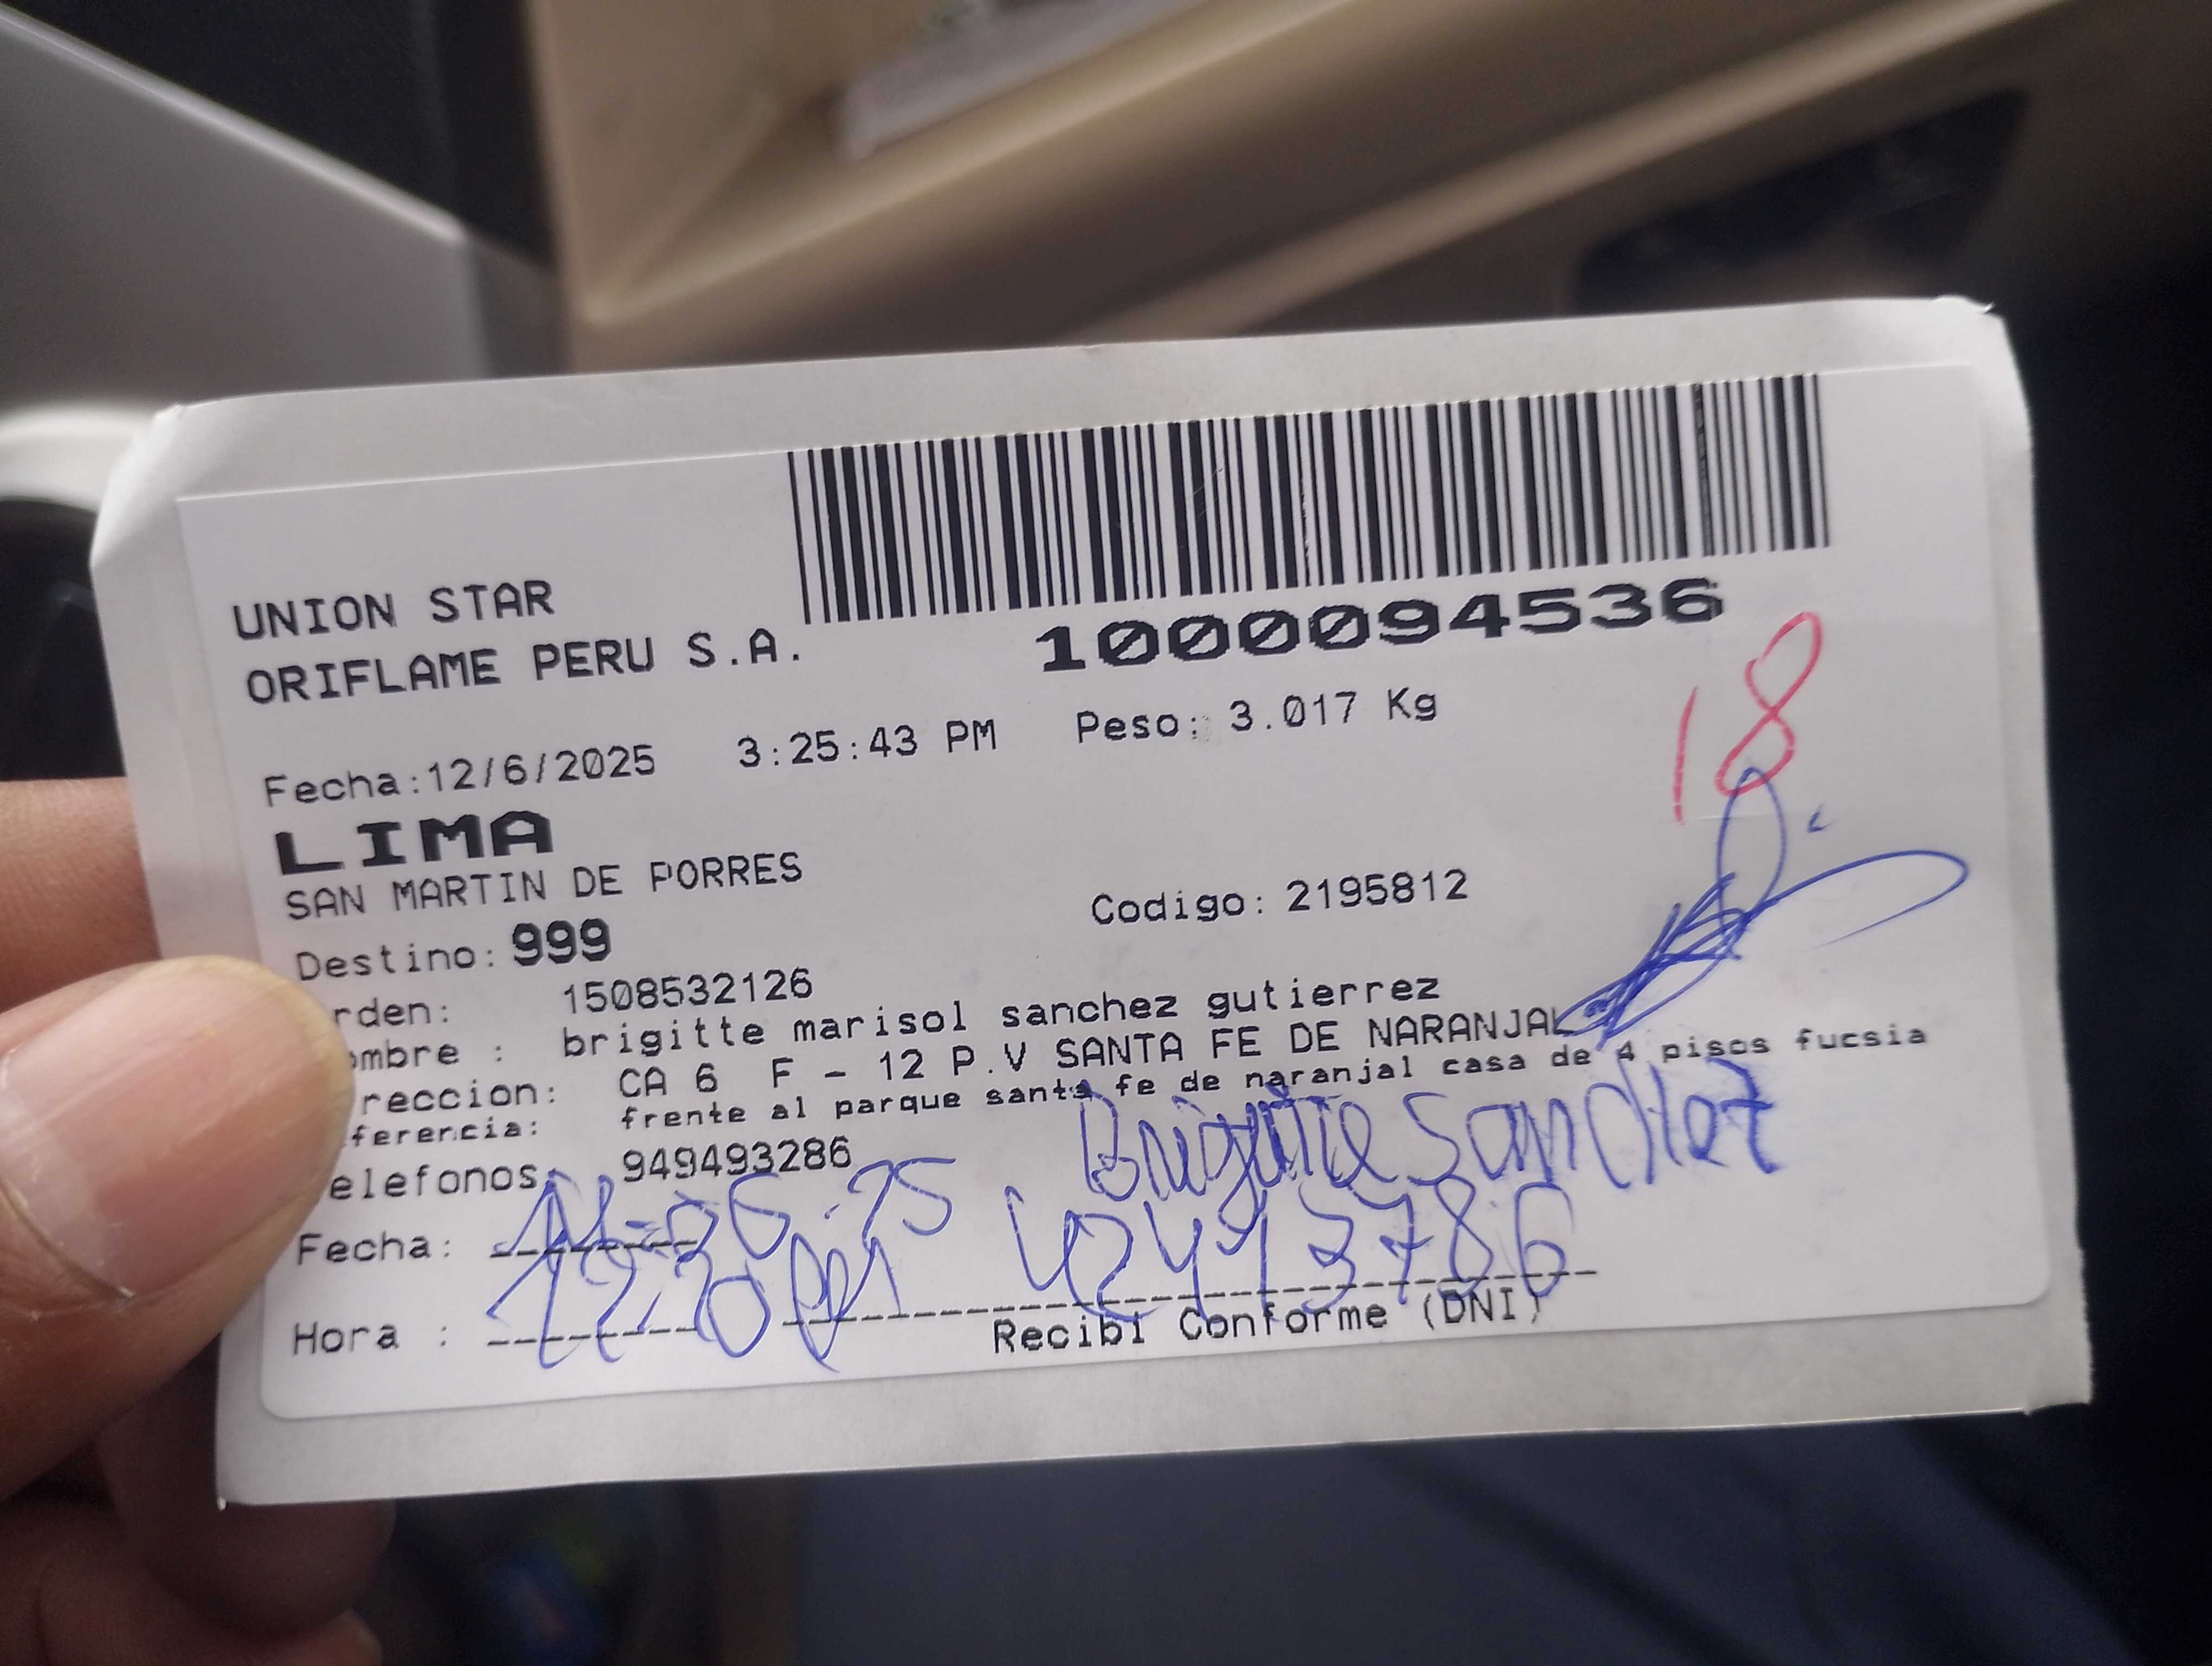 UNION STAR
ORIFLAME PERU S.A.
1000094536
Fecha:12/6/2025 3:25:43 PM Peso: 3.017 Kg
18
LIMA
SAN MARTIN DE PORRES
Destino: 999 Codigo: 2195812
rden: 1508532126
ombre : brigitte marisol sanchez gutierrez
reccion: CA 6 F - 12 P.V SANTA FE DE NARANJAL
ferencia: frente al parque santa fe de naranjal casa de 4 pisos fucsia
elefonos 949493286
Brigitte Sanchez
Fecha:
Hora :
Recibi Conforme (DNI)